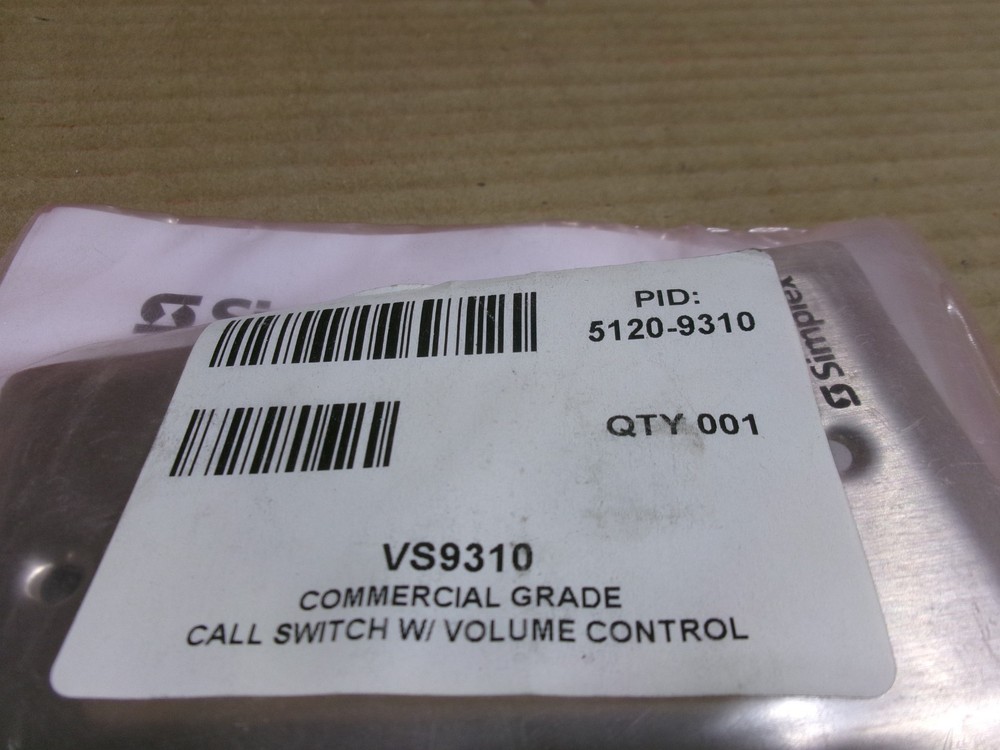 PID:
5120-9310
QTY 001
VS9310
COMMERCIAL GRADE
CALL SWITCH W/ VOLUME CONTROL
Simplex